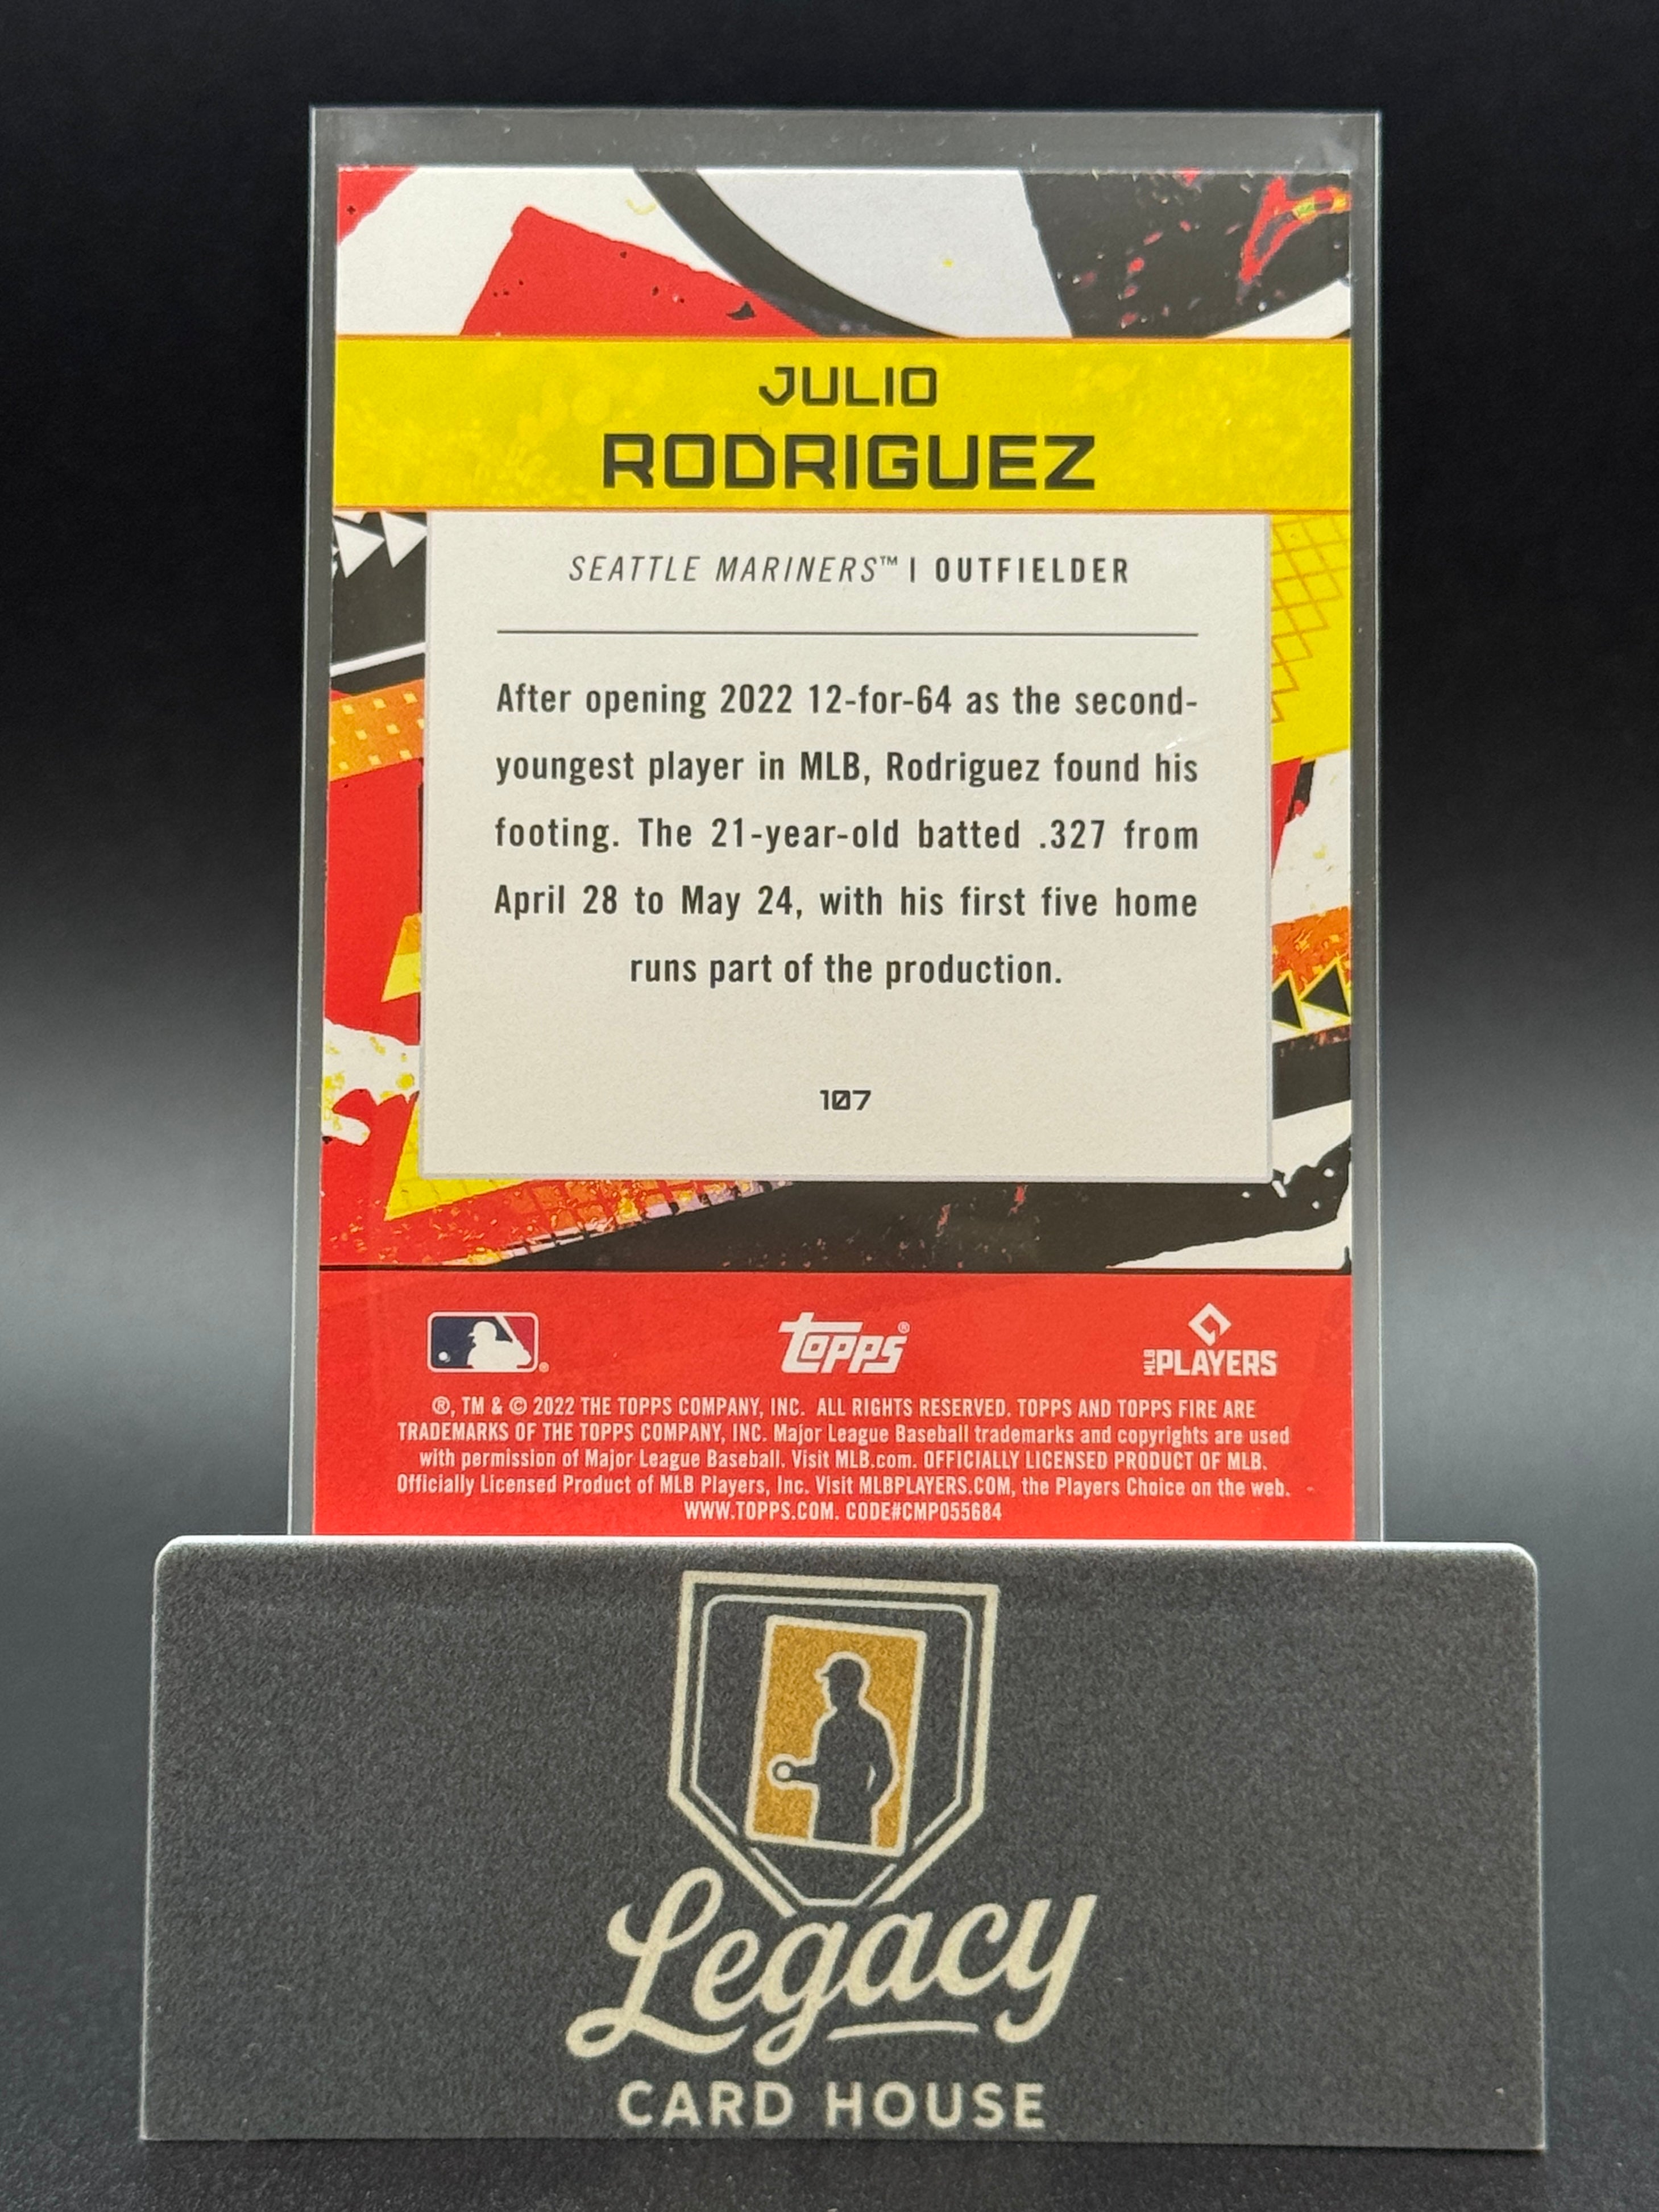 JULIO
RODRIGUEZ
SEATTLE MARINERS™ | OUTFIELDER
After opening 2022 12-for-64 as the second-
youngest player in MLB, Rodriguez found his
footing. The 21-year-old batted .327 from
April 28 to May 24, with his first five home
runs part of the production.
107
® topps® MLB PLAYERS
®, TM & © 2022 THE TOPPS COMPANY, INC. ALL RIGHTS RESERVED. TOPPS AND TOPPS FIRE ARE
TRADEMARKS OF THE TOPPS COMPANY, INC. Major League Baseball trademarks and copyrights are used
with permission of Major League Baseball. Visit MLB.com. OFFICIALLY LICENSED PRODUCT OF MLB.
Officially Licensed Product of MLB Players, Inc. Visit MLBPLAYERS.COM, the Players Choice on the web.
WWW.TOPPS.COM. CODE#CMP055684
Legacy
CARD HOUSE